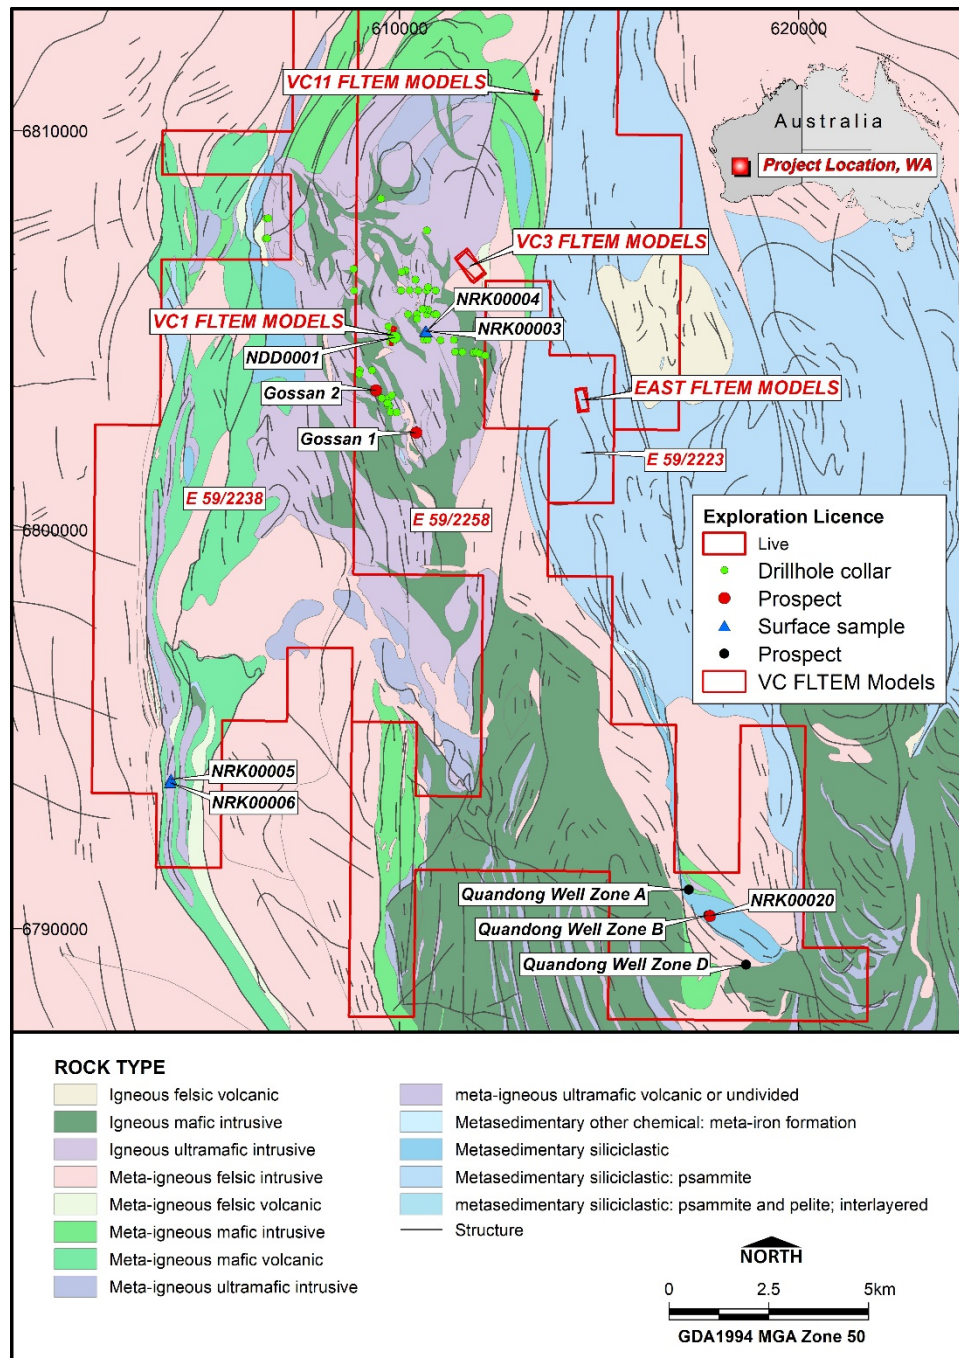 610000
620000
VC11 FLTEM MODELS
6810000
Australia
Project Location, WA
VC3 FLTEM MODELS
NRK00004
VC1 FLTEM MODELS
NRK00003
NDD0001
Gossan 2
EAST FLTEM MODELS
Gossan 1
E 59/2223
E 59/2238
E 59/2258
6800000
Exploration Licence
Live
Drillhole collar
Prospect
Surface sample
Prospect
VC FLTEM Models
NRK00005
NRK00006
Quandong Well Zone A
NRK00020
Quandong Well Zone B
6790000
Quandong Well Zone D
ROCK TYPE
Igneous felsic volcanic
Igneous mafic intrusive
Igneous ultramafic intrusive
Meta-igneous felsic intrusive
Meta-igneous felsic volcanic
Meta-igneous mafic intrusive
Meta-igneous mafic volcanic
Meta-igneous ultramafic intrusive
meta-igneous ultramafic volcanic or undivided
Metasedimentary other chemical: meta-iron formation
Metasedimentary siliciclastic
Metasedimentary siliciclastic: psammite
metasedimentary siliciclastic: psammite and pelite; interlayered
Structure
NORTH
0 2.5 5km
GDA1994 MGA Zone 50